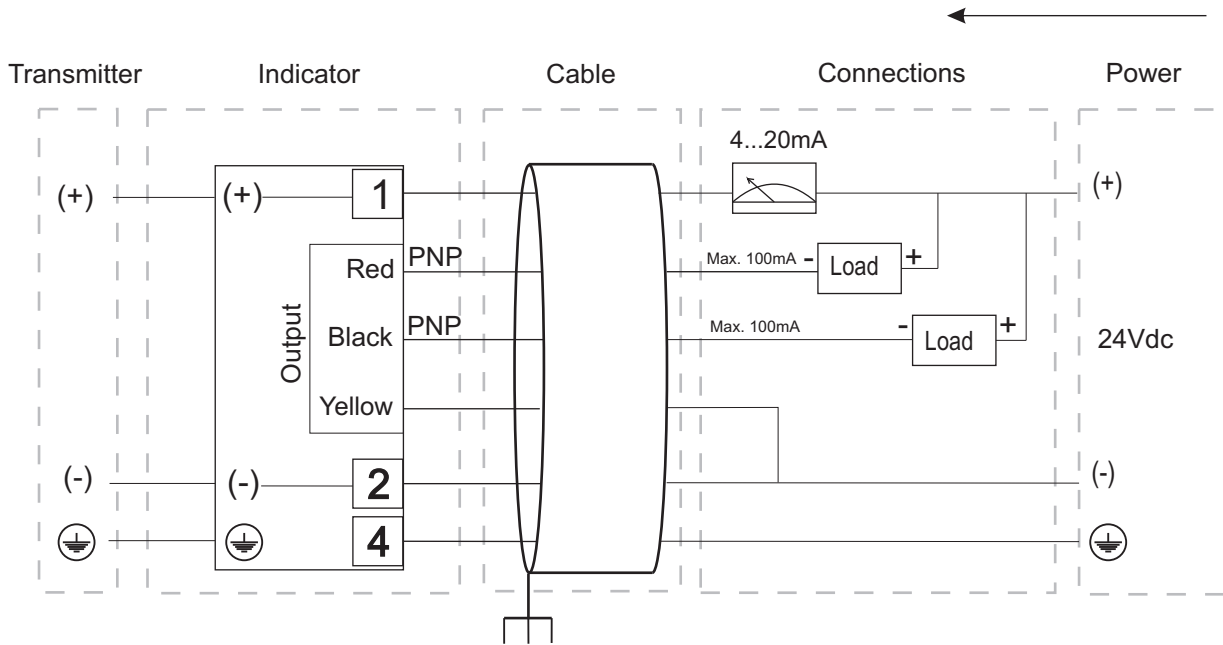 Transmitter
Indicator
Cable
Connections
Power
4...20mA
(+)
(+)
1
(+)
Output
Red
PNP
Max. 100mA
-
Load
+
Black
PNP
Max. 100mA
-
Load
+
24Vdc
Yellow
(-)
(-)
2
(-)
4